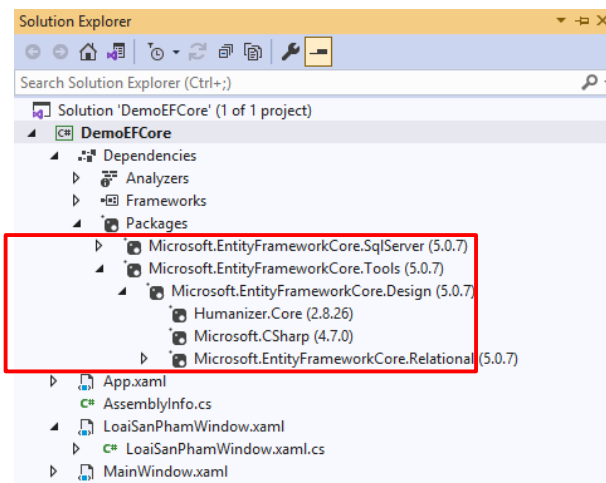 Solution Explorer
Search Solution Explorer (Ctrl+;)
Solution 'DemoEFCore' (1 of 1 project)
C# DemoEFCore
Dependencies
Analyzers
Frameworks
Packages
Microsoft.EntityFrameworkCore.SqlServer (5.0.7)
Microsoft.EntityFrameworkCore.Tools (5.0.7)
Microsoft.EntityFrameworkCore.Design (5.0.7)
Humanizer.Core (2.8.26)
Microsoft.CSharp (4.7.0)
Microsoft.EntityFrameworkCore.Relational (5.0.7)
App.xaml
C# AssemblyInfo.cs
LoaiSanPhamWindow.xaml
C# LoaiSanPhamWindow.xaml.cs
MainWindow.xaml